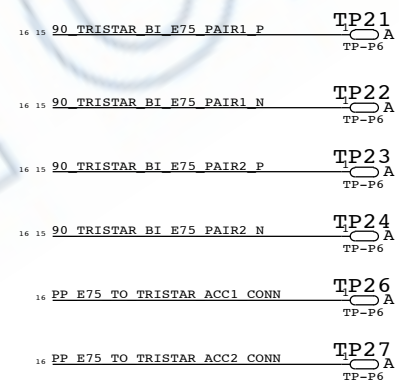 TP21
16 15 90_TRISTAR_BI_E75_PAIR1_P 1 A
TP-P6
TP22
16 15 90_TRISTAR_BI_E75_PAIR1_N 1 A
TP-P6
TP23
16 15 90_TRISTAR_BI_E75_PAIR2_P 1 A
TP-P6
TP24
16 15 90_TRISTAR_BI_E75_PAIR2_N 1 A
TP-P6
TP26
16 PP_E75_TO_TRISTAR_ACC1_CONN 1 A
TP-P6
TP27
16 PP_E75_TO_TRISTAR_ACC2_CONN 1 A
TP-P6